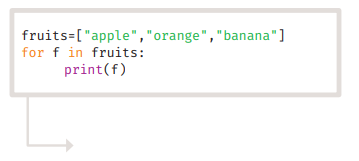 fruits=["apple","orange","banana"]
for f in fruits:
    print(f)